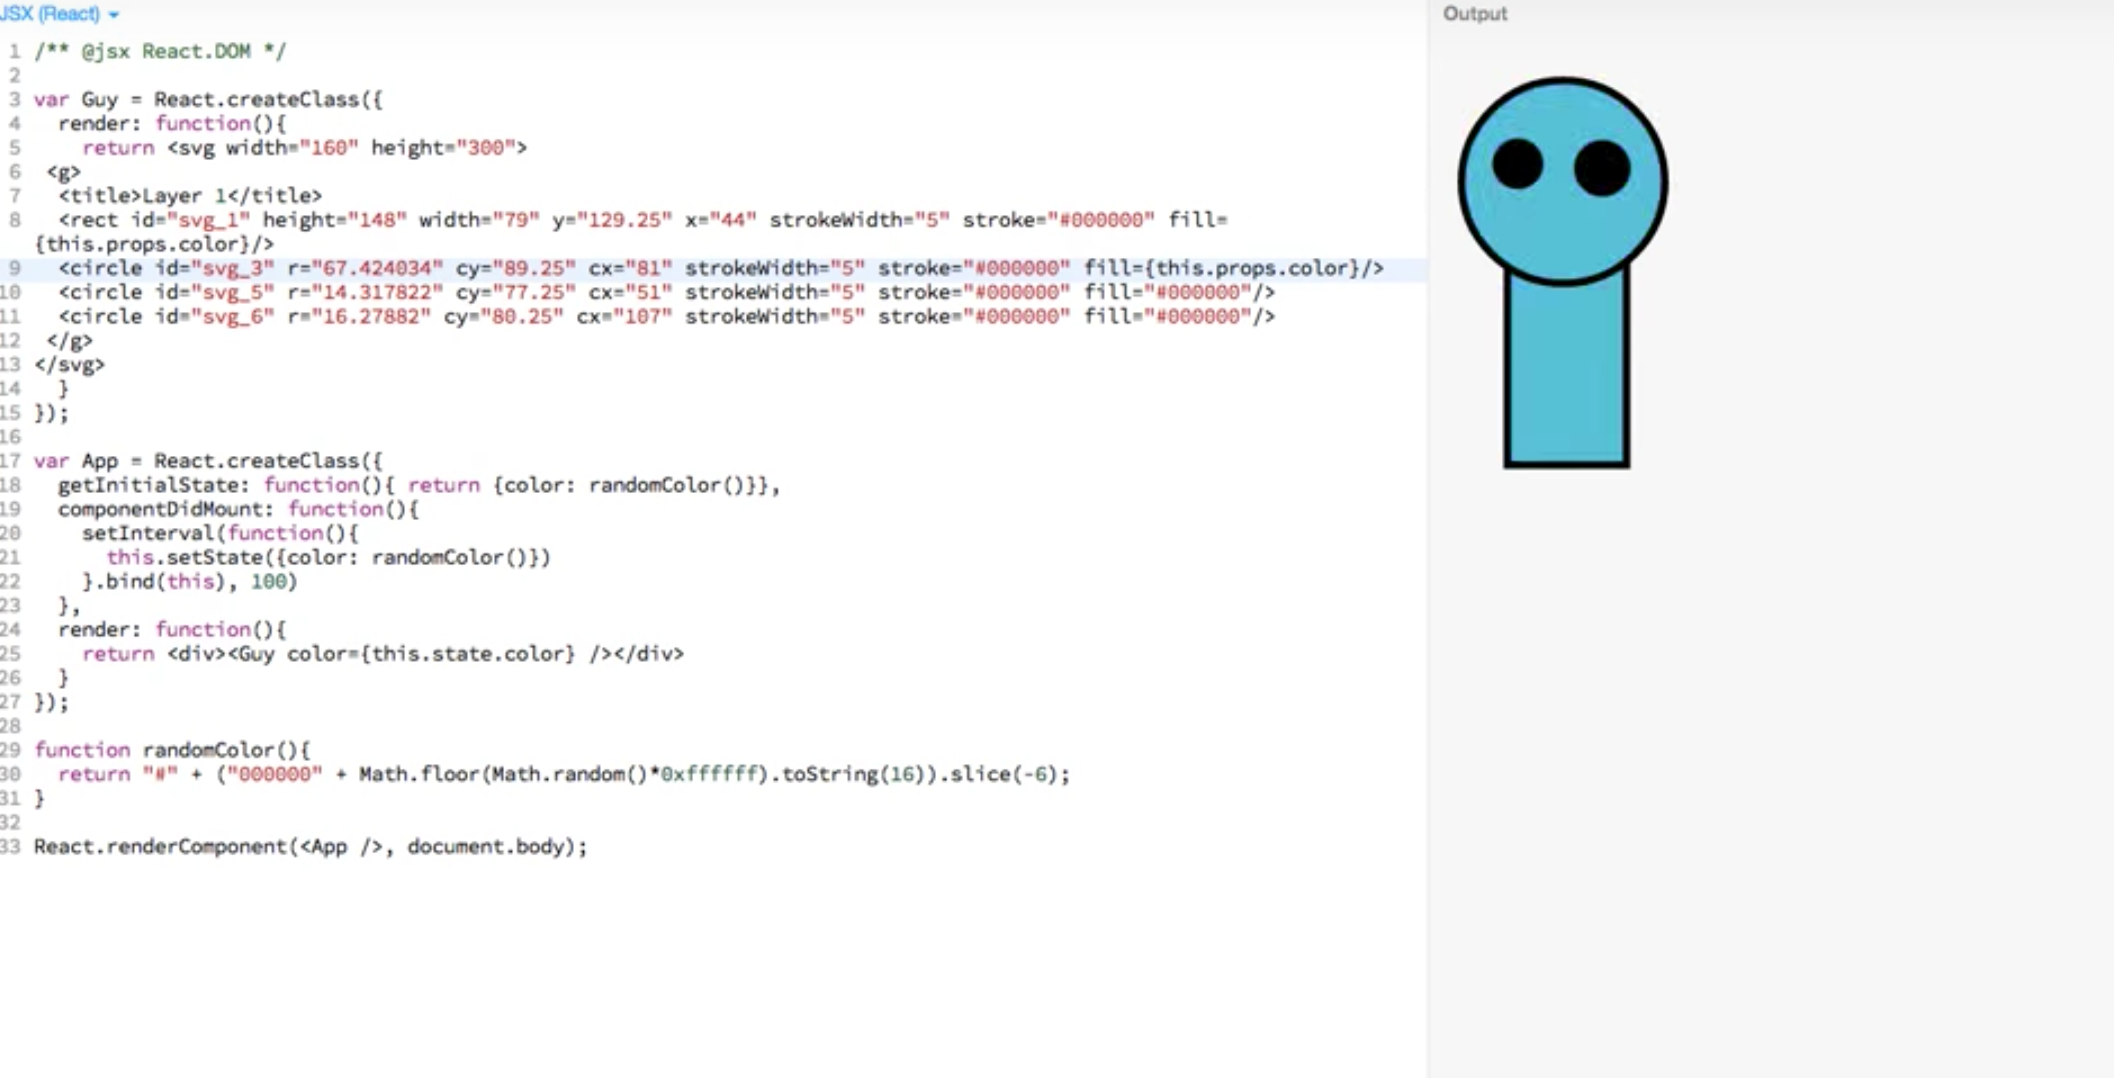 JSX (React)
Output
1 /** @jsx React.DOM */
2
3 var Guy = React.createClass({
4   render: function(){
5     return <svg width="160" height="300">
6  <g>
7   <title>Layer 1</title>
8   <rect id="svg_1" height="148" width="79" y="129.25" x="44" strokeWidth="5" stroke="#000000" fill=
{this.props.color}/>
9   <circle id="svg_3" r="67.424034" cy="89.25" cx="81" strokeWidth="5" stroke="#000000" fill={this.props.color}/>
10   <circle id="svg_5" r="14.317822" cy="77.25" cx="51" strokeWidth="5" stroke="#000000" fill="#000000"/>
11   <circle id="svg_6" r="16.27882" cy="80.25" cx="107" strokeWidth="5" stroke="#000000" fill="#000000"/>
12  </g>
13 </svg>
14   }
15 });
16
17 var App = React.createClass({
18   getInitialState: function(){ return {color: randomColor()}},
19   componentDidMount: function(){
20     setInterval(function(){
21       this.setState({color: randomColor()})
22     }.bind(this), 100)
23   },
24   render: function(){
25     return <div><Guy color={this.state.color} /></div>
26   }
27 });
28
29 function randomColor(){
30   return "#" + ("000000" + Math.floor(Math.random()*0xffffff).toString(16)).slice(-6);
31 }
32
33 React.renderComponent(<App />, document.body);